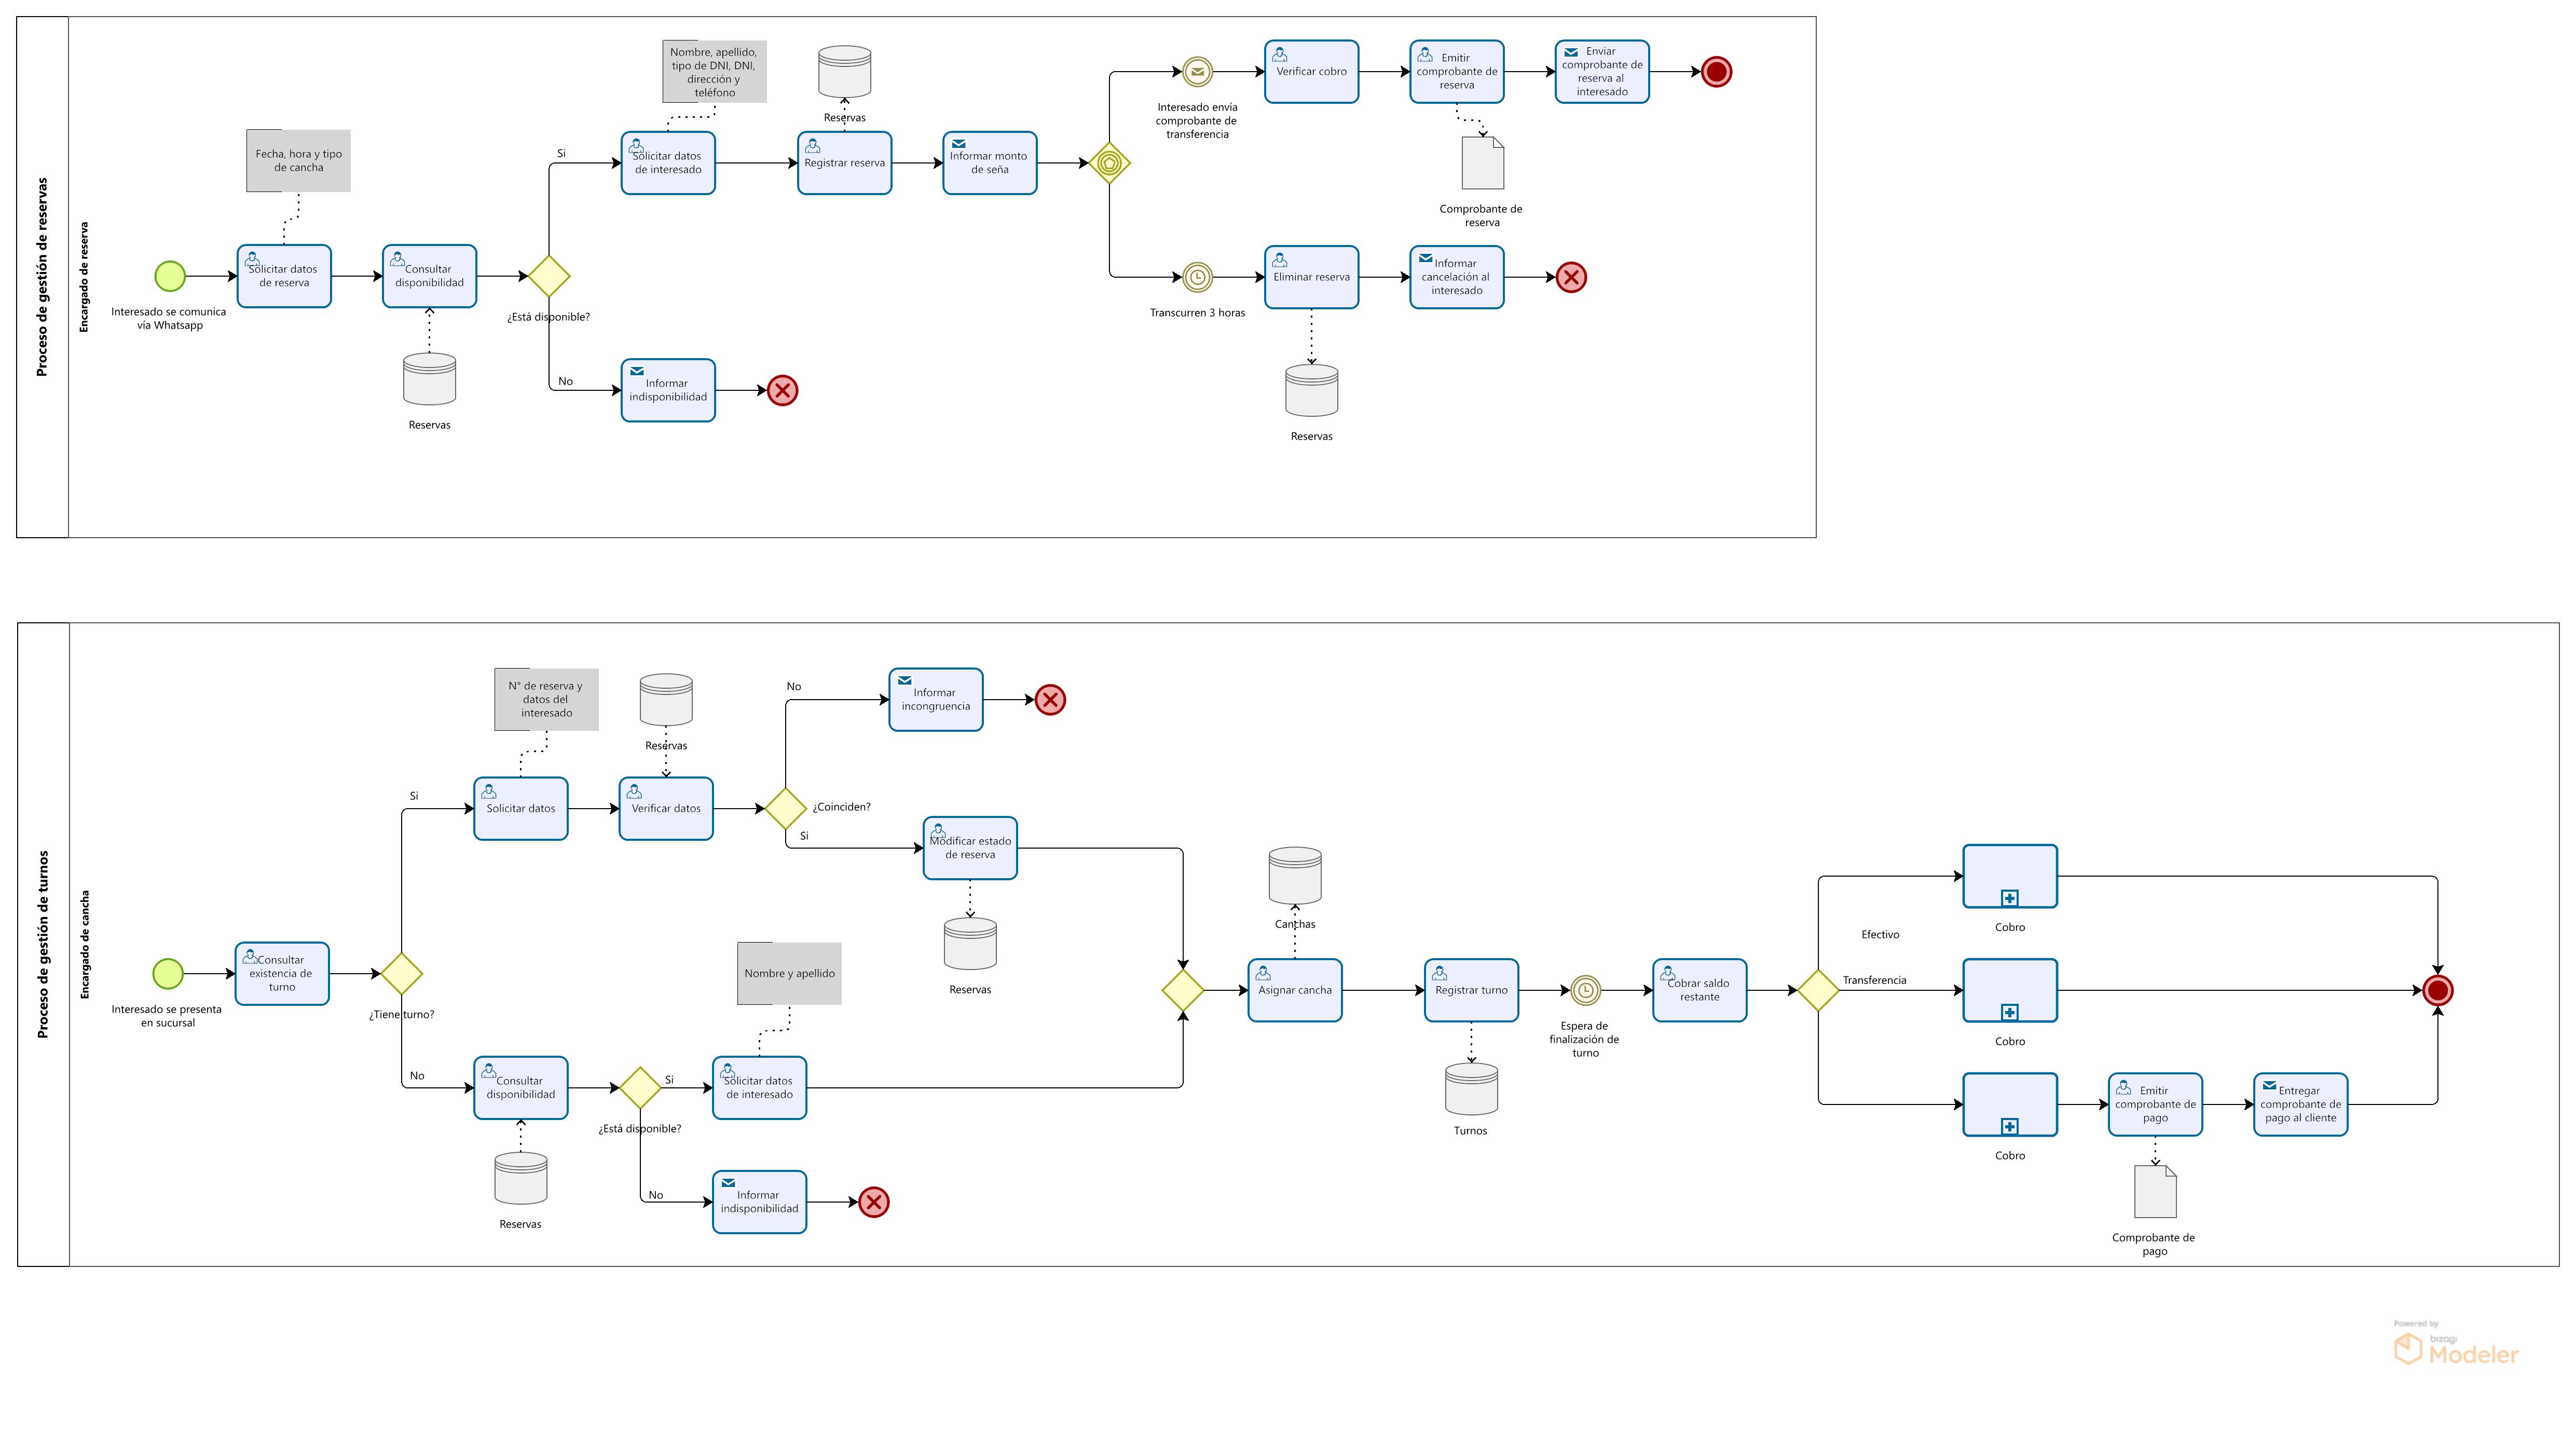 Proceso de gestión de reservas
Encargado de reserva
Interesado se comunica
vía Whatsapp
Fecha, hora y tipo
de cancha
Solicitar datos
de reserva
Consultar
disponibilidad
Reservas
¿Está disponible?
Si
No
Nombre, apellido,
tipo de DNI, DNI,
dirección y
teléfono
Solicitar datos
de interesado
Reservas
Registrar reserva
Informar monto
de seña
Informar
indisponibilidad
Interesado envía
comprobante de
transferencia
Verificar cobro
Emitir
comprobante de
reserva
Enviar
comprobante de
reserva al
interesado
Comprobante de
reserva
Transcurren 3 horas
Eliminar reserva
Informar
cancelación al
interesado
Reservas
Proceso de gestión de turnos
Encargado de cancha
Interesado se presenta
en sucursal
Consultar
existencia de
turno
¿Tiene turno?
Si
No
N° de reserva y
datos del
interesado
Solicitar datos
Reservas
Verificar datos
¿Coinciden?
No
Si
Informar
incongruencia
Modificar estado
de reserva
Reservas
Consultar
disponibilidad
Reservas
¿Está disponible?
Si
No
Nombre y apellido
Solicitar datos
de interesado
Informar
indisponibilidad
Canchas
Asignar cancha
Registrar turno
Turnos
Espera de
finalización de
turno
Cobrar saldo
restante
Efectivo
Transferencia
Cobro
Cobro
Cobro
Emitir
comprobante de
pago
Entregar
comprobante de
pago al cliente
Comprobante de
pago
Powered by
bizagi
Modeler